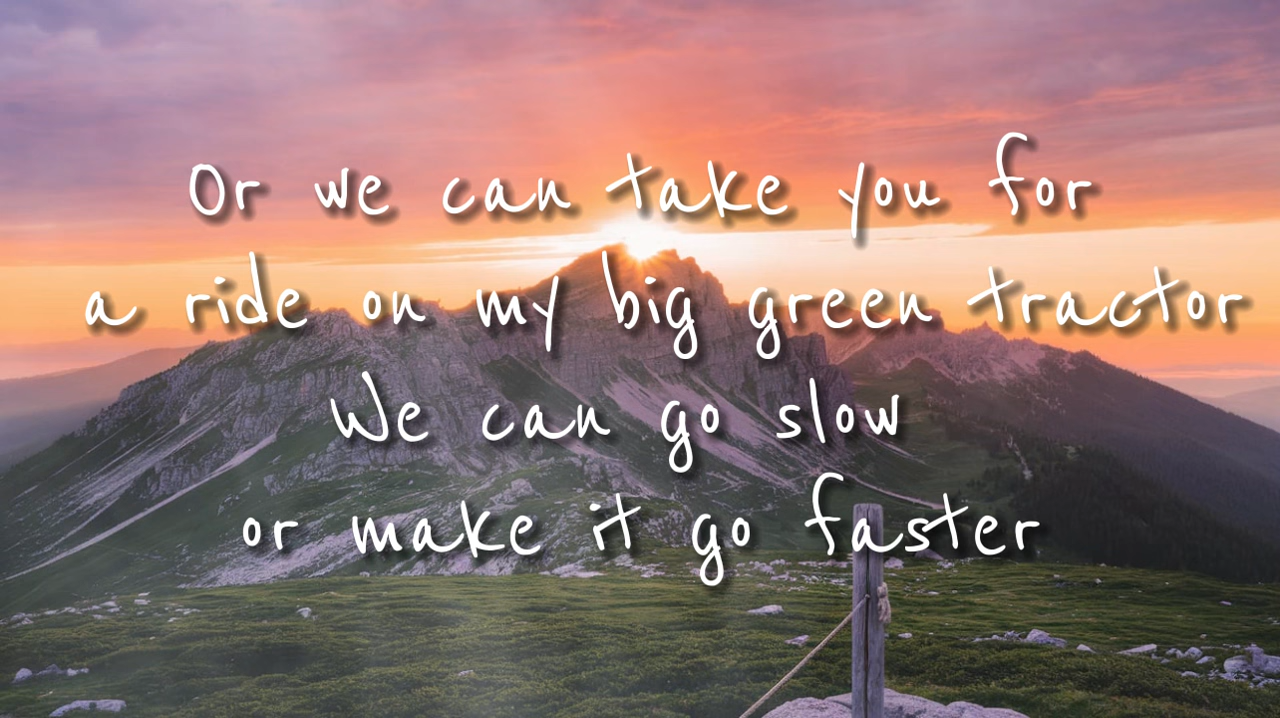 Or we can take you for
a ride on my big green tractor
We can go slow
or make it go faster